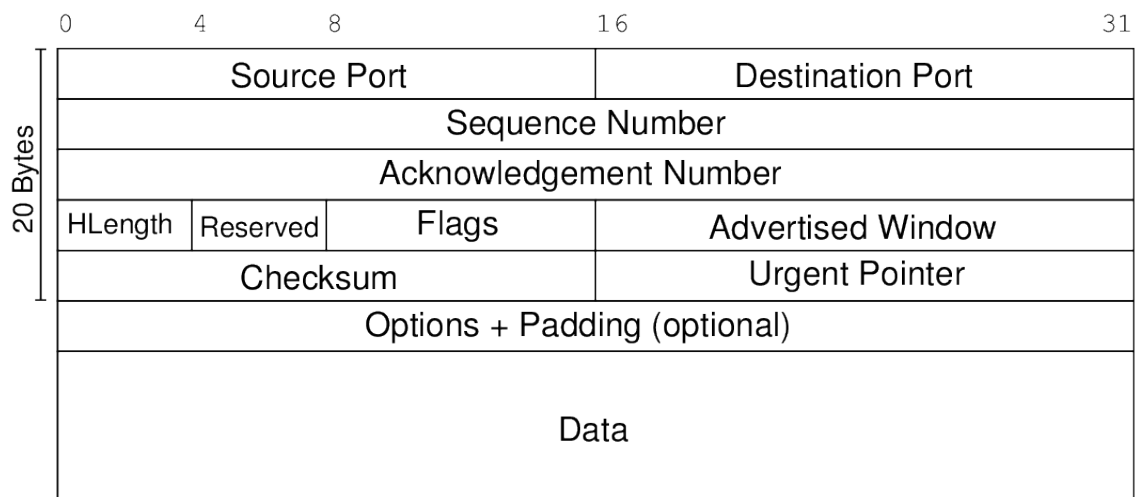 0 4 8 16 31
Source Port Destination Port
Sequence Number
Acknowledgement Number
20 Bytes
HLength Reserved Flags Advertised Window
Checksum Urgent Pointer
Options + Padding (optional)
Data